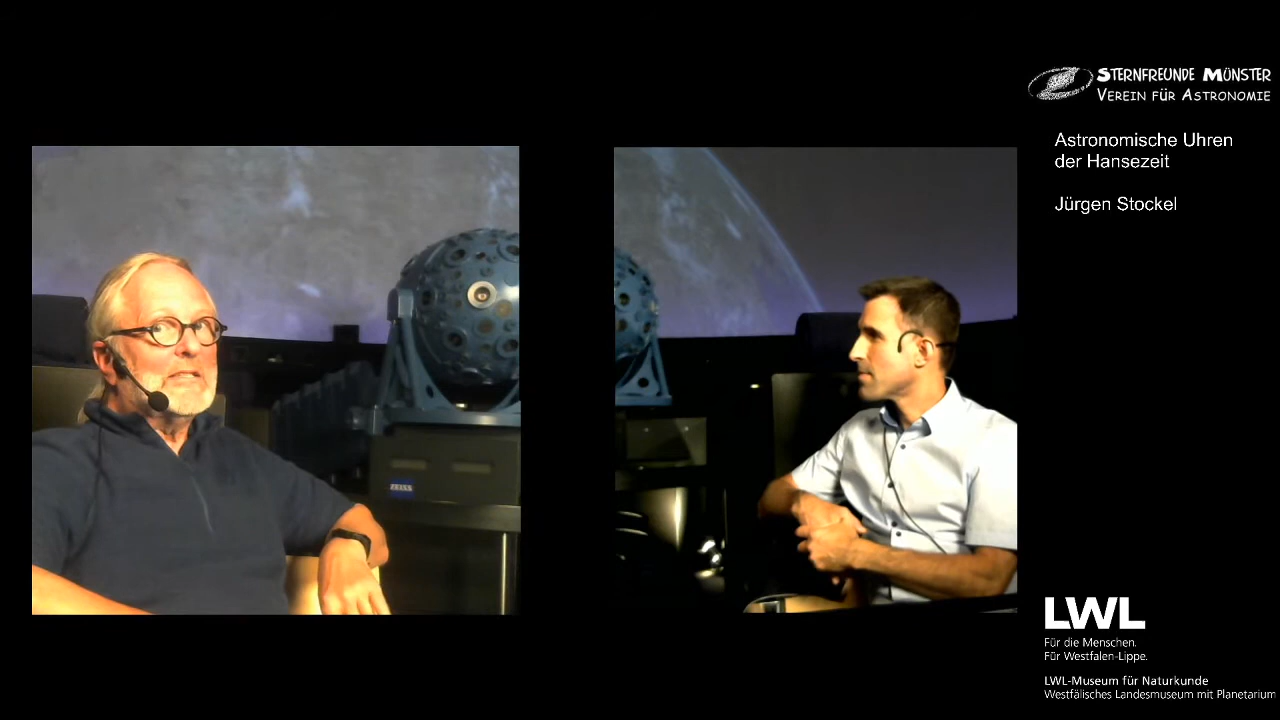 STERNFREUNDE MÜNSTER
VEREIN FÜR ASTRONOMIE
Astronomische Uhren
der Hansezeit
Jürgen Stockel
ZEISS
LWL
Für die Menschen.
Für Westfalen-Lippe.
LWL-Museum für Naturkunde
Westfälisches Landesmuseum mit Planetarium